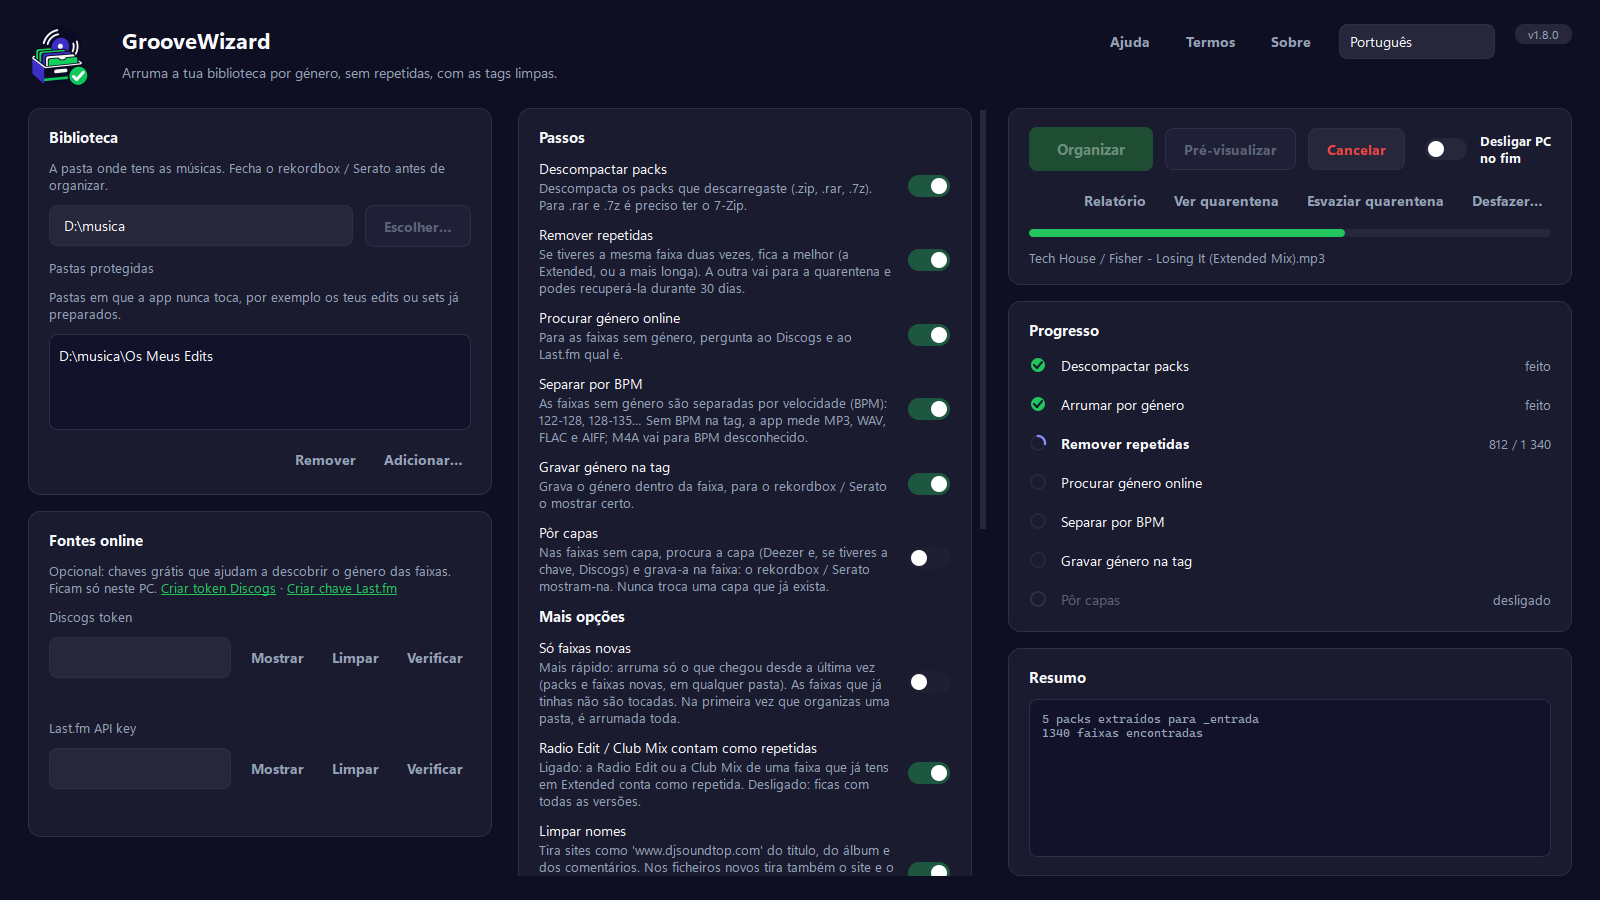 GrooveWizard
Arruma a tua biblioteca por género, sem repetidas, com as tags limpas.
Ajuda
Termos
Sobre
Português
v1.8.0
Biblioteca
A pasta onde tens as músicas. Fecha o rekordbox / Serato antes de
organizar.
D:\musica
Escolher...
Pastas protegidas
Pastas em que a app nunca toca, por exemplo os teus edits ou sets já
preparados.
D:\musica\Os Meus Edits
Remover
Adicionar...
Fontes online
Opcional: chaves grátis que ajudam a descobrir o género das faixas.
Ficam só neste PC. Criar token Discogs · Criar chave Last.fm
Discogs token
Mostrar
Limpar
Verificar
Last.fm API key
Mostrar
Limpar
Verificar
Passos
Descompactar packs
Descompacta os packs que descarregaste (.zip, .rar, .7z).
Para .rar e .7z é preciso ter o 7-Zip.
Remover repetidas
Se tiveres a mesma faixa duas vezes, fica a melhor (a
Extended, ou a mais longa). A outra vai para a quarentena e
podes recuperá-la durante 30 dias.
Procurar género online
Para as faixas sem género, pergunta ao Discogs e ao
Last.fm qual é.
Separar por BPM
As faixas sem género são separadas por velocidade (BPM):
122-128, 128-135... Sem BPM na tag, a app mede MP3, WAV,
FLAC e AIFF; M4A vai para BPM desconhecido.
Gravar género na tag
Grava o género dentro da faixa, para o rekordbox / Serato
o mostrar certo.
Pôr capas
Nas faixas sem capa, procura a capa (Deezer e, se tiveres a
chave, Discogs) e grava-a na faixa: o rekordbox / Serato
mostram-na. Nunca troca uma capa que já exista.
Mais opções
Só faixas novas
Mais rápido: arruma só o que chegou desde a última vez
(packs e faixas novas, em qualquer pasta). As faixas que já
tinhas não são tocadas. Na primeira vez que organizas uma
pasta, é arrumada toda.
Radio Edit / Club Mix contam como repetidas
Ligado: a Radio Edit ou a Club Mix de uma faixa que já tens
em Extended conta como repetida. Desligado: ficas com
todas as versões.
Limpar nomes
Tira sites como 'www.djsoundtop.com' do título, do álbum e
dos comentários. Nos ficheiros novos tira também o site e o
Organizar
Pré-visualizar
Cancelar
Desligar PC
no fim
Relatório
Ver quarentena
Esvaziar quarentena
Desfazer...
Tech House / Fisher - Losing It (Extended Mix).mp3
Progresso
Descompactar packs
feito
Arrumar por género
feito
Remover repetidas
812 / 1 340
Procurar género online
Separar por BPM
Gravar género na tag
Pôr capas
desligado
Resumo
5 packs extraídos para _entrada
1340 faixas encontradas